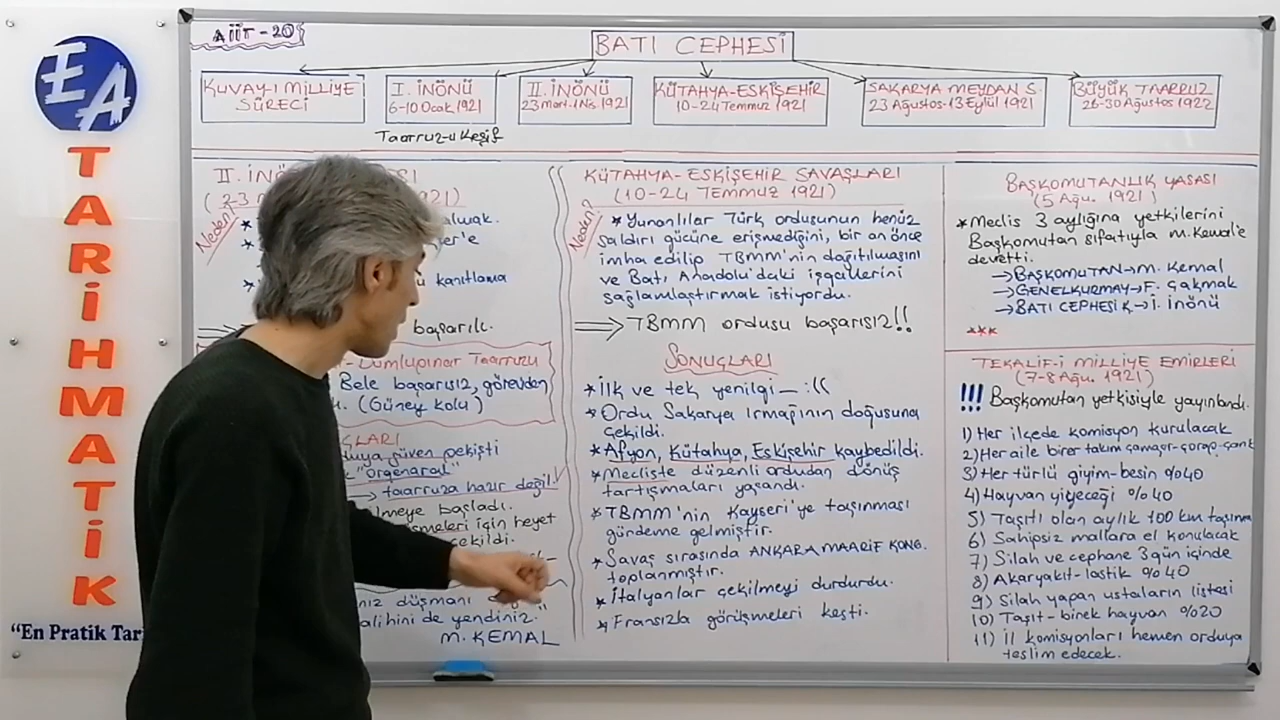 EA
TARİHMATİK
"En Pratik Tari
AİİT-20
BATI CEPHESİ
KUVAY-I MİLLİYE
SÜRECİ
I. İNÖNÜ
6-10 Ocak 1921
Taarruz-u Keşif
II. İNÖNÜ
23 mart-1Nis. 1921
KÜTAHYA-ESKİŞEHİR
10-24 Temmuz 1921
SAKARYA MEYDAN S.
23 Ağustos-13 Eylül 1921
BÜYÜK TAARRUZ
26-30 Ağustos 1922
II. İNÖ
1921)
Neden?
almak.
er'e
kanıtlama
başarılı.
Dumlupınar Taarruzu
Bele başarısız, görevden
(Güney Kolu)
ÇLARI
güven pekişti
"orgeneral"
→ taarruza hazır değil!
lmeye başladı.
şmeleri için heyet
çekildi.
nız düşmanı
alihini de yendiniz.
M. KEMAL
KÜTAHYA-ESKİŞEHİR SAVAŞLARI
(10-24 TEMMUZ 1921)
Neden?
* Yunanlılar Türk ordusunun henüz
saldırı gücüne erişmediğini, bir an önce
imha edilip TBMM'nin dağıtılmasını
ve Batı Anadolu'daki işgallerini
sağlamlaştırmak istiyordu.
⇒ TBMM ordusu başarısız!!
SONUÇLARI
* İlk ve tek yenilgi — :((
* Ordu Sakarya Irmağının doğusuna
çekildi.
* Afyon, Kütahya, Eskişehir kaybedildi.
* Mecliste düzenli ordudan dönüş
tartışmaları yaşandı.
* TBMM'nin Kayseri'ye taşınması
gündeme gelmiştir.
* Savaş sırasında ANKARA MAARİF KONG.
toplanmıştır.
* İtalyanlar çekilmeyi durdurdu.
* Fransızla görüşmeleri kesti.
BAŞKOMUTANLIK YASASI
(5 Ağu. 1921)
* Meclis 3 aylığına yetkilerini
Başkomutan sıfatıyla M. Kemal'e
devretti.
→ BAŞKOMUTAN → M. Kemal
→ GENELKURMAY → F. Çakmak
→ BATI CEPHESİ K → İ. İnönü
***
TEKALİF-İ MİLLİYE EMİRLERİ
(7-8 Ağu. 1921)
!!! Başkomutan yetkisiyle yayınlandı.
1) Her ilçede komisyon kurulacak
2) Her aile birer takım çamaşır-çorap-çarık
3) Her türlü giyim-besin %40
4) Hayvan yiyeceği %40
5) Taşıtı olan aylık 100 km taşıma
6) Sahipsiz mallara el konulacak
7) Silah ve cephane 3 gün içinde
8) Akaryakıt-lastik %40
9) Silah yapan ustaların listesi
10) Taşıt-binek hayvan %20
11) İl komisyonları hemen orduya
teslim edecek.